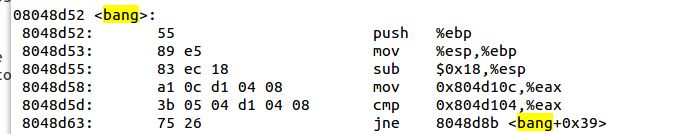 08048d52 <bang>:
8048d52: 55 push %ebp
8048d53: 89 e5 mov %esp,%ebp
8048d55: 83 ec 18 sub $0x18,%esp
8048d58: a1 0c d1 04 08 mov 0x804d10c,%eax
8048d5d: 3b 05 04 d1 04 08 cmp 0x804d104,%eax
8048d63: 75 26 jne 8048d8b <bang+0x39>